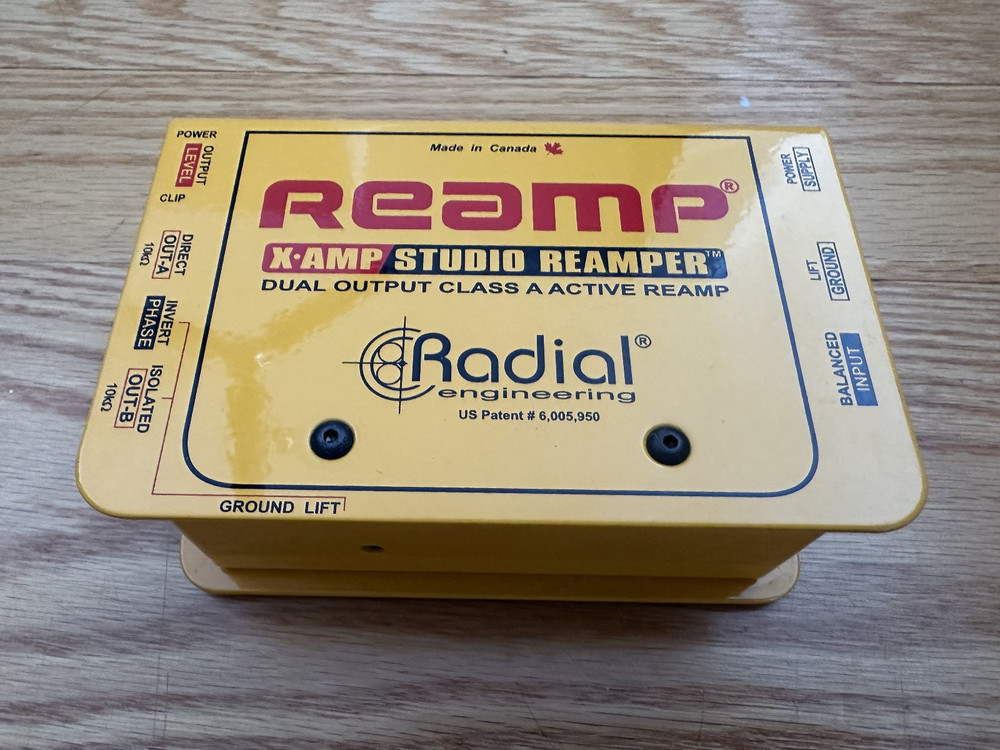 Made in Canada
Reamp®
X·AMP STUDIO REAMPER™
DUAL OUTPUT CLASS A ACTIVE REAMP
Radial®
engineering
US Patent # 6,005,950
POWER
OUTPUT
LEVEL
CLIP
DIRECT
OUT-A
10kΩ
INVERT
PHASE
ISOLATED
OUT-B
10kΩ
GROUND LIFT
POWER
SUPPLY
LIFT
GROUND
BALANCED
INPUT